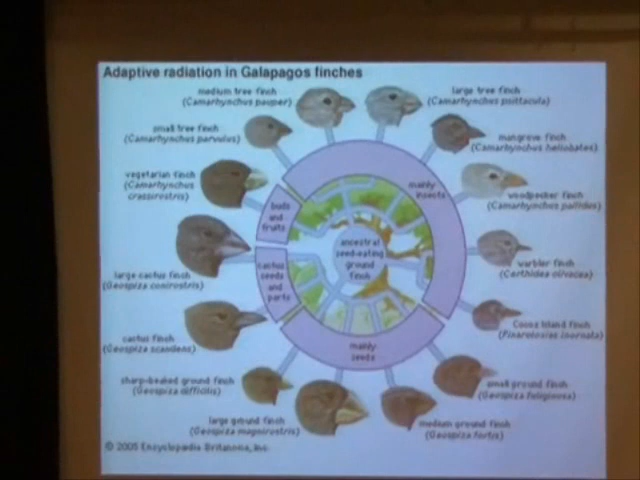 Adaptive radiation in Galapagos finches
medium tree finch
(Camarhynchus pauper)
large tree finch
(Camarhynchus psittacula)
small tree finch
(Camarhynchus parvulus)
mangrove finch
(Camarhynchus heliobates)
vegetarian finch
(Camarhynchus
crassirostris)
mainly
insects
woodpecker finch
(Camarhynchus pallidus)
buds
and
fruits
ancestral
seed-eating
ground
finch
warbler finch
(Certhidea olivacea)
large cactus finch
(Geospiza conirostris)
cactus
seeds
and
parts
Cocos Island finch
(Pinaroloxias inornata)
cactus finch
(Geospiza scandens)
mainly
seeds
sharp-beaked ground finch
(Geospiza difficilis)
small ground finch
(Geospiza fuliginosa)
large ground finch
(Geospiza magnirostris)
medium ground finch
(Geospiza fortis)
© 2005 Encyclopædia Britannica, Inc.